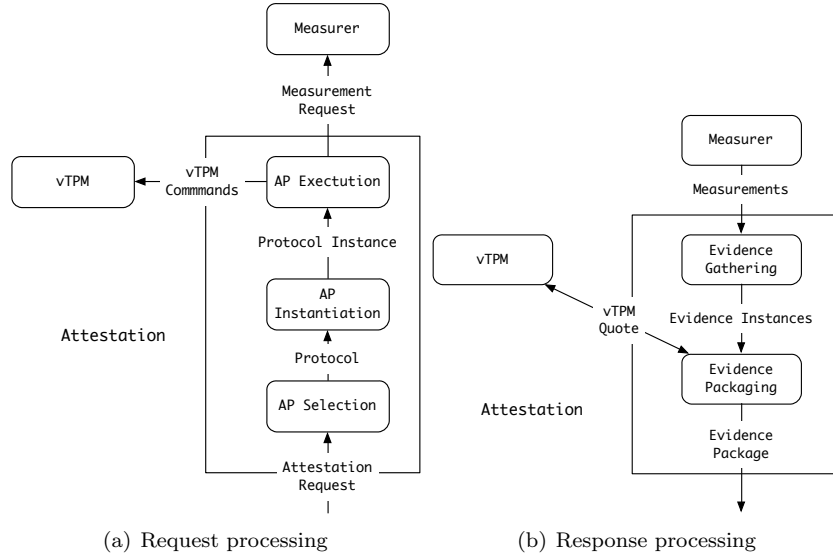 Measurer
Measurement
Request
vTPM
vTPM
Commmands
AP Exectution
Protocol Instance
AP
Instantiation
Attestation
Protocol
AP Selection
Attestation
Request
(a) Request processing
Measurer
Measurements
vTPM
Evidence
Gathering
vTPM
Quote
Evidence Instances
Evidence
Packaging
Attestation
Evidence
Package
(b) Response processing